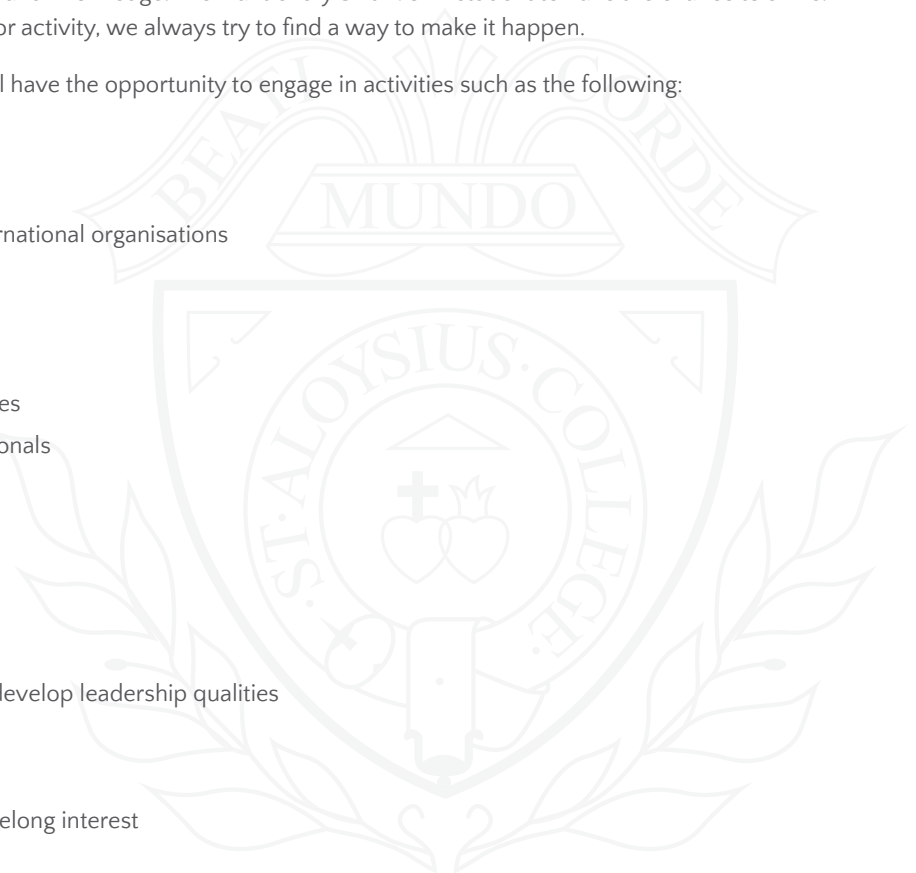 or activity, we always try to find a way to make it happen.
l have the opportunity to engage in activities such as the following:
BEATI MUNDO CORDE
rnational organisations
ST·ALOYSIUS·COLLEGE·
es
onals
develop leadership qualities
elong interest